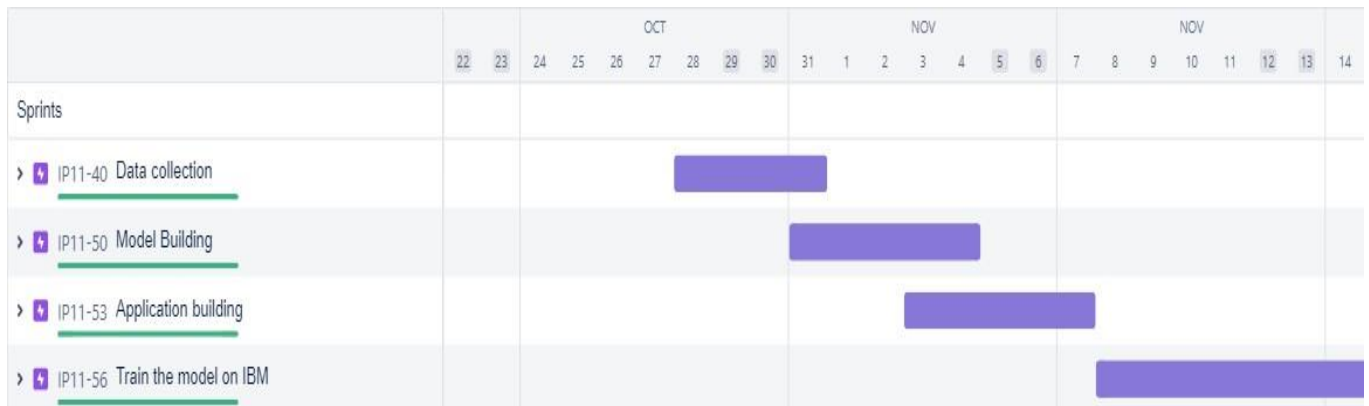 OCT NOV NOV
22 23 24 25 26 27 28 29 30 31 1 2 3 4 5 6 7 8 9 10 11 12 13 14
Sprints
IP11-40 Data collection
IP11-50 Model Building
IP11-53 Application building
IP11-56 Train the model on IBM